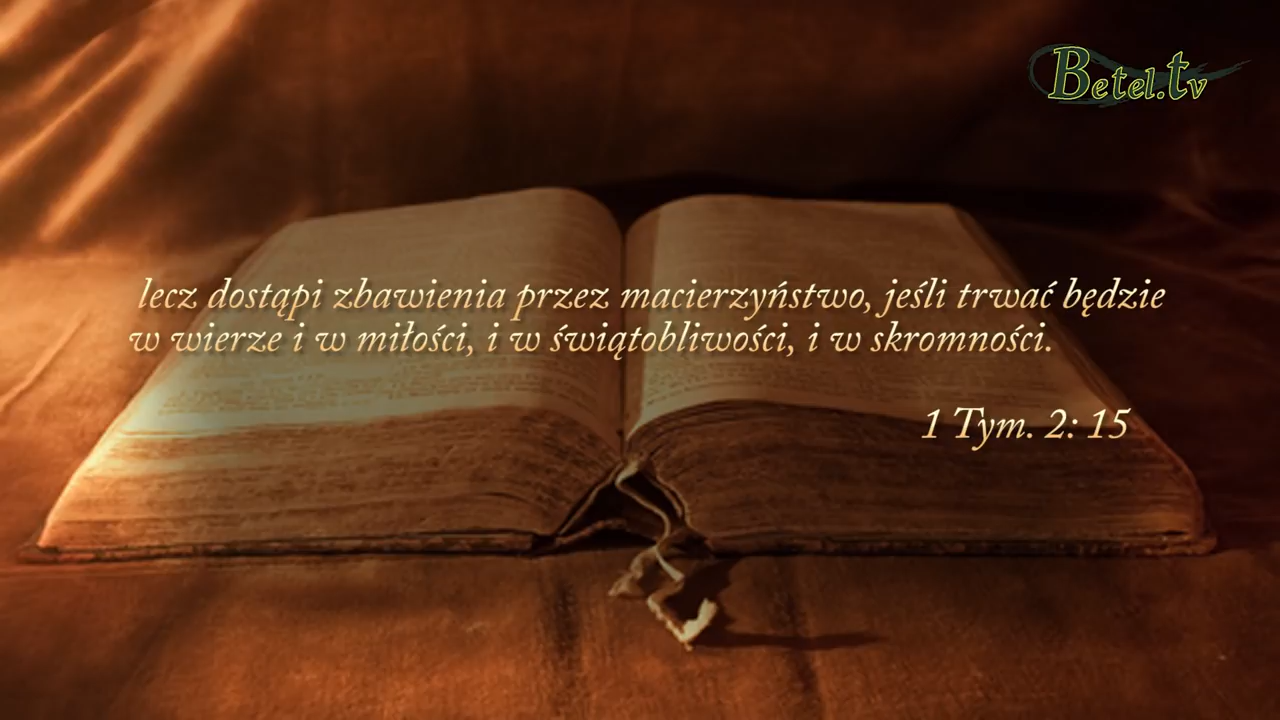 Betel.tv
lecz dostąpi zbawienia przez macierzyństwo, jeśli trwać będzie
w wierze i w miłości, i w świątobliwości, i w skromności.
1 Tym. 2: 15